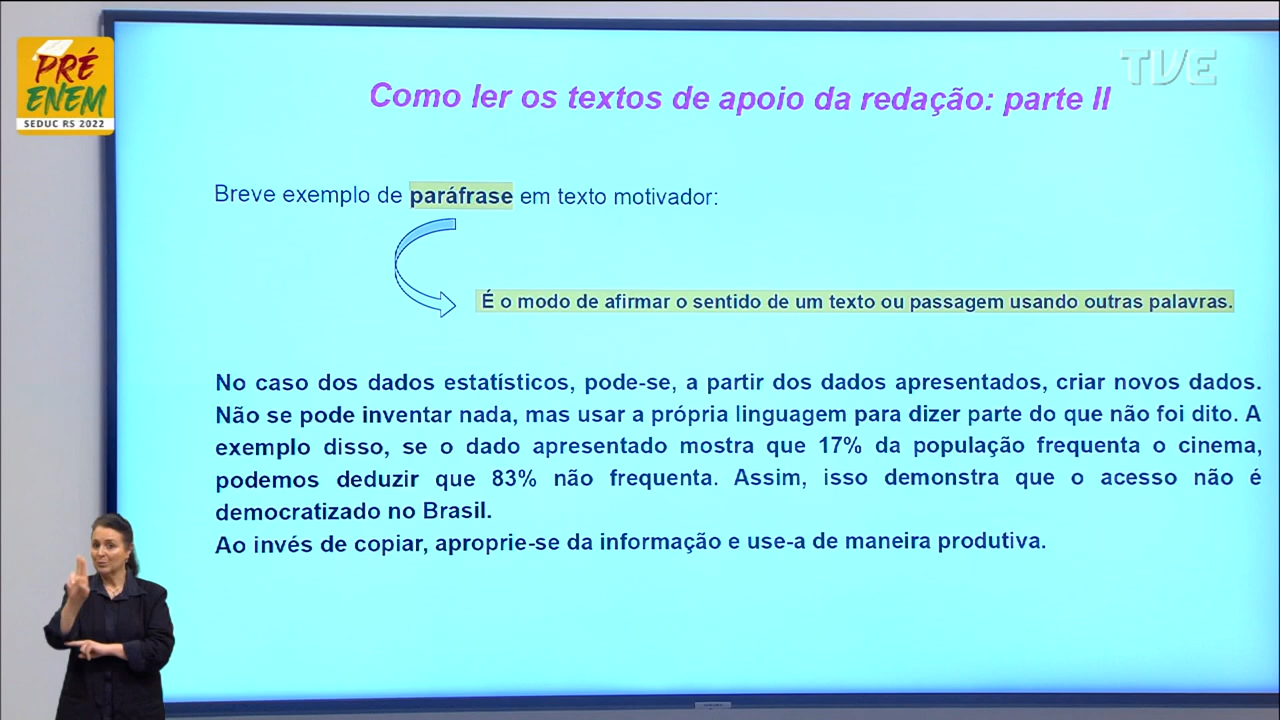 PRÉ
ENEM
SEDUC RS 2022
TVE
Como ler os textos de apoio da redação: parte II
Breve exemplo de paráfrase em texto motivador:
É o modo de afirmar o sentido de um texto ou passagem usando outras palavras.
No caso dos dados estatísticos, pode-se, a partir dos dados apresentados, criar novos dados.
Não se pode inventar nada, mas usar a própria linguagem para dizer parte do que não foi dito. A
exemplo disso, se o dado apresentado mostra que 17% da população frequenta o cinema,
podemos deduzir que 83% não frequenta. Assim, isso demonstra que o acesso não é
democratizado no Brasil.
Ao invés de copiar, aproprie-se da informação e use-a de maneira produtiva.